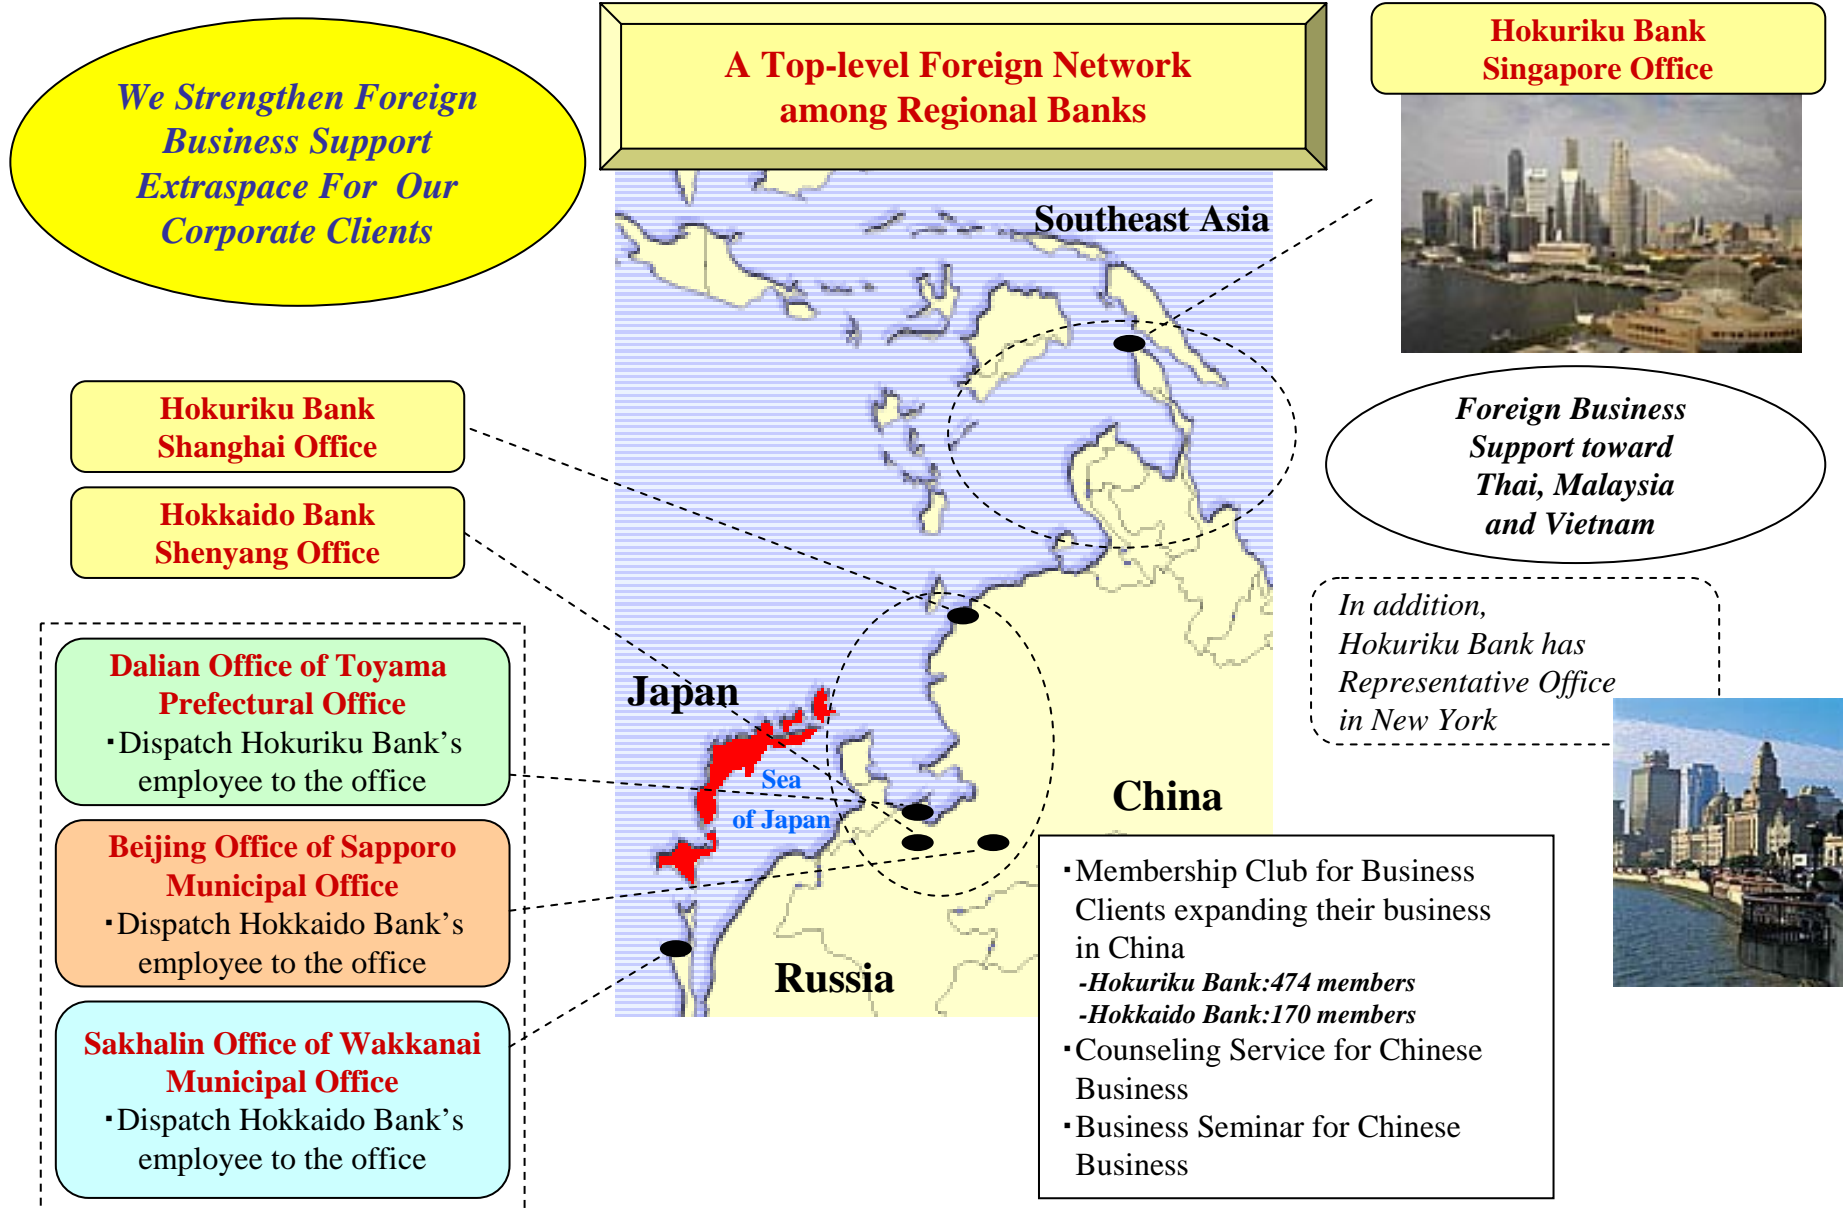 We Strengthen Foreign
Business Support
Extraspace For Our
Corporate Clients
A Top-level Foreign Network
among Regional Banks
Hokuriku Bank
Singapore Office
Southeast Asia
Hokuriku Bank
Shanghai Office
Hokkaido Bank
Shenyang Office
Foreign Business
Support toward
Thai, Malaysia
and Vietnam
In addition,
Hokuriku Bank has
Representative Office
in New York
Dalian Office of Toyama
Prefectural Office
・Dispatch Hokuriku Bank's
employee to the office
Beijing Office of Sapporo
Municipal Office
・Dispatch Hokkaido Bank's
employee to the office
Sakhalin Office of Wakkanai
Municipal Office
・Dispatch Hokkaido Bank's
employee to the office
Japan
Sea
of Japan
China
Russia
・Membership Club for Business
Clients expanding their business
in China
-Hokuriku Bank:474 members
-Hokkaido Bank:170 members
・Counseling Service for Chinese
Business
・Business Seminar for Chinese
Business